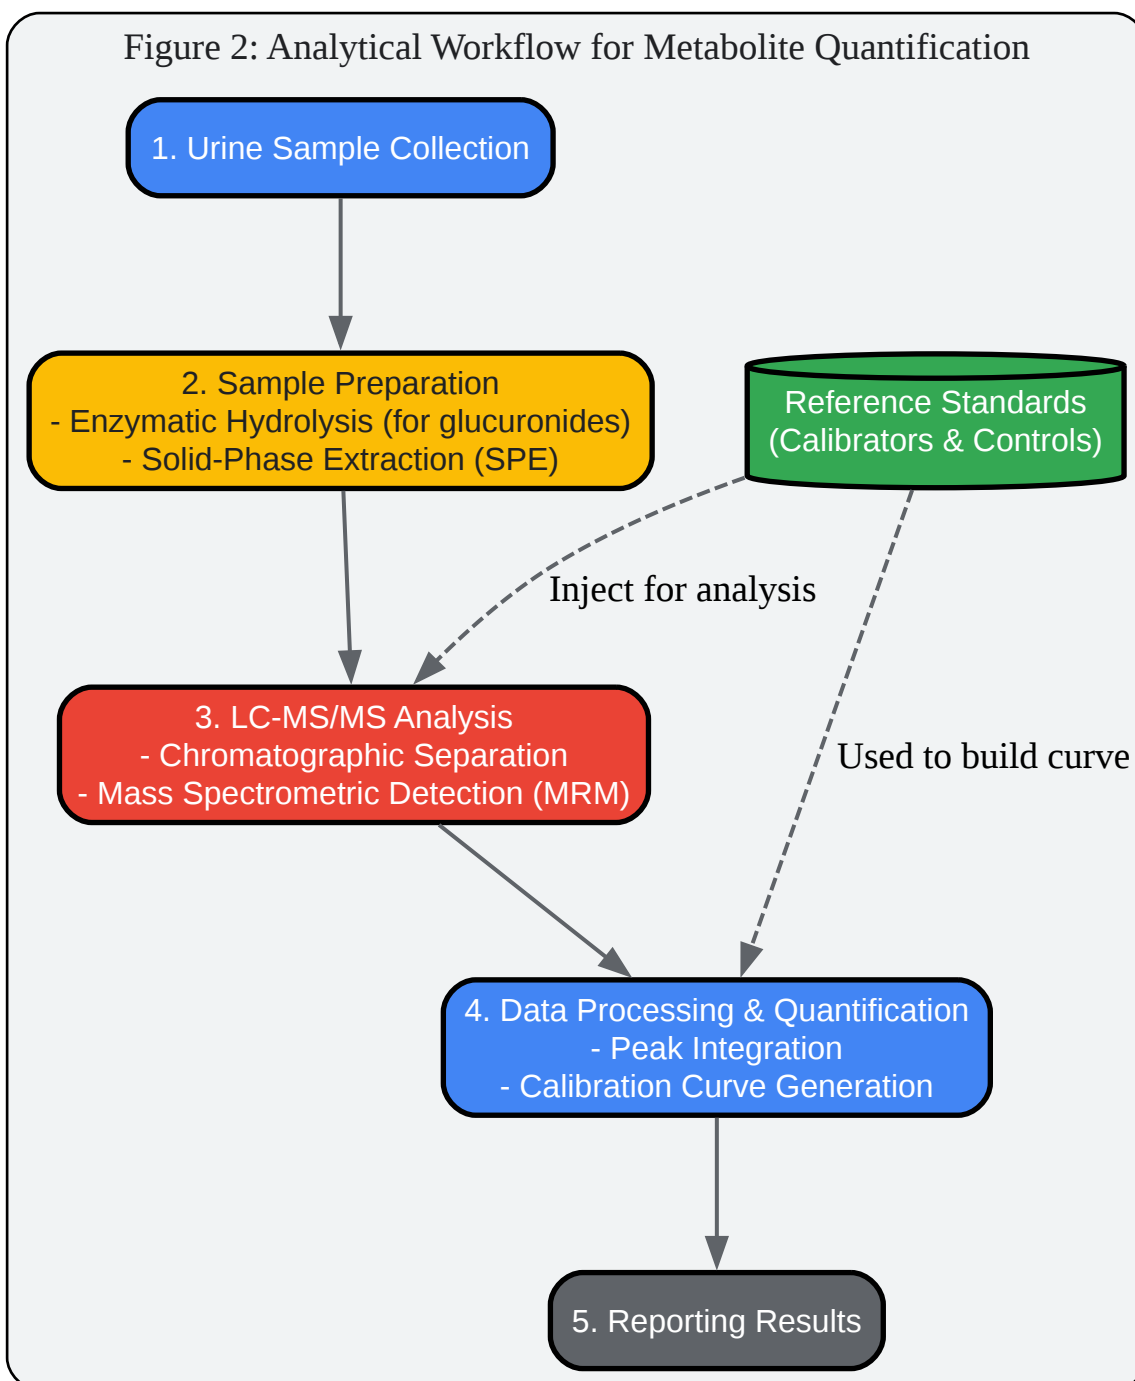 Figure 2: Analytical Workflow for Metabolite Quantification
1. Urine Sample Collection
2. Sample Preparation
- Enzymatic Hydrolysis (for glucuronides)
- Solid-Phase Extraction (SPE)
Reference Standards
(Calibrators & Controls)
Inject for analysis
3. LC-MS/MS Analysis
- Chromatographic Separation
- Mass Spectrometric Detection (MRM)
Used to build curve
4. Data Processing & Quantification
- Peak Integration
- Calibration Curve Generation
5. Reporting Results